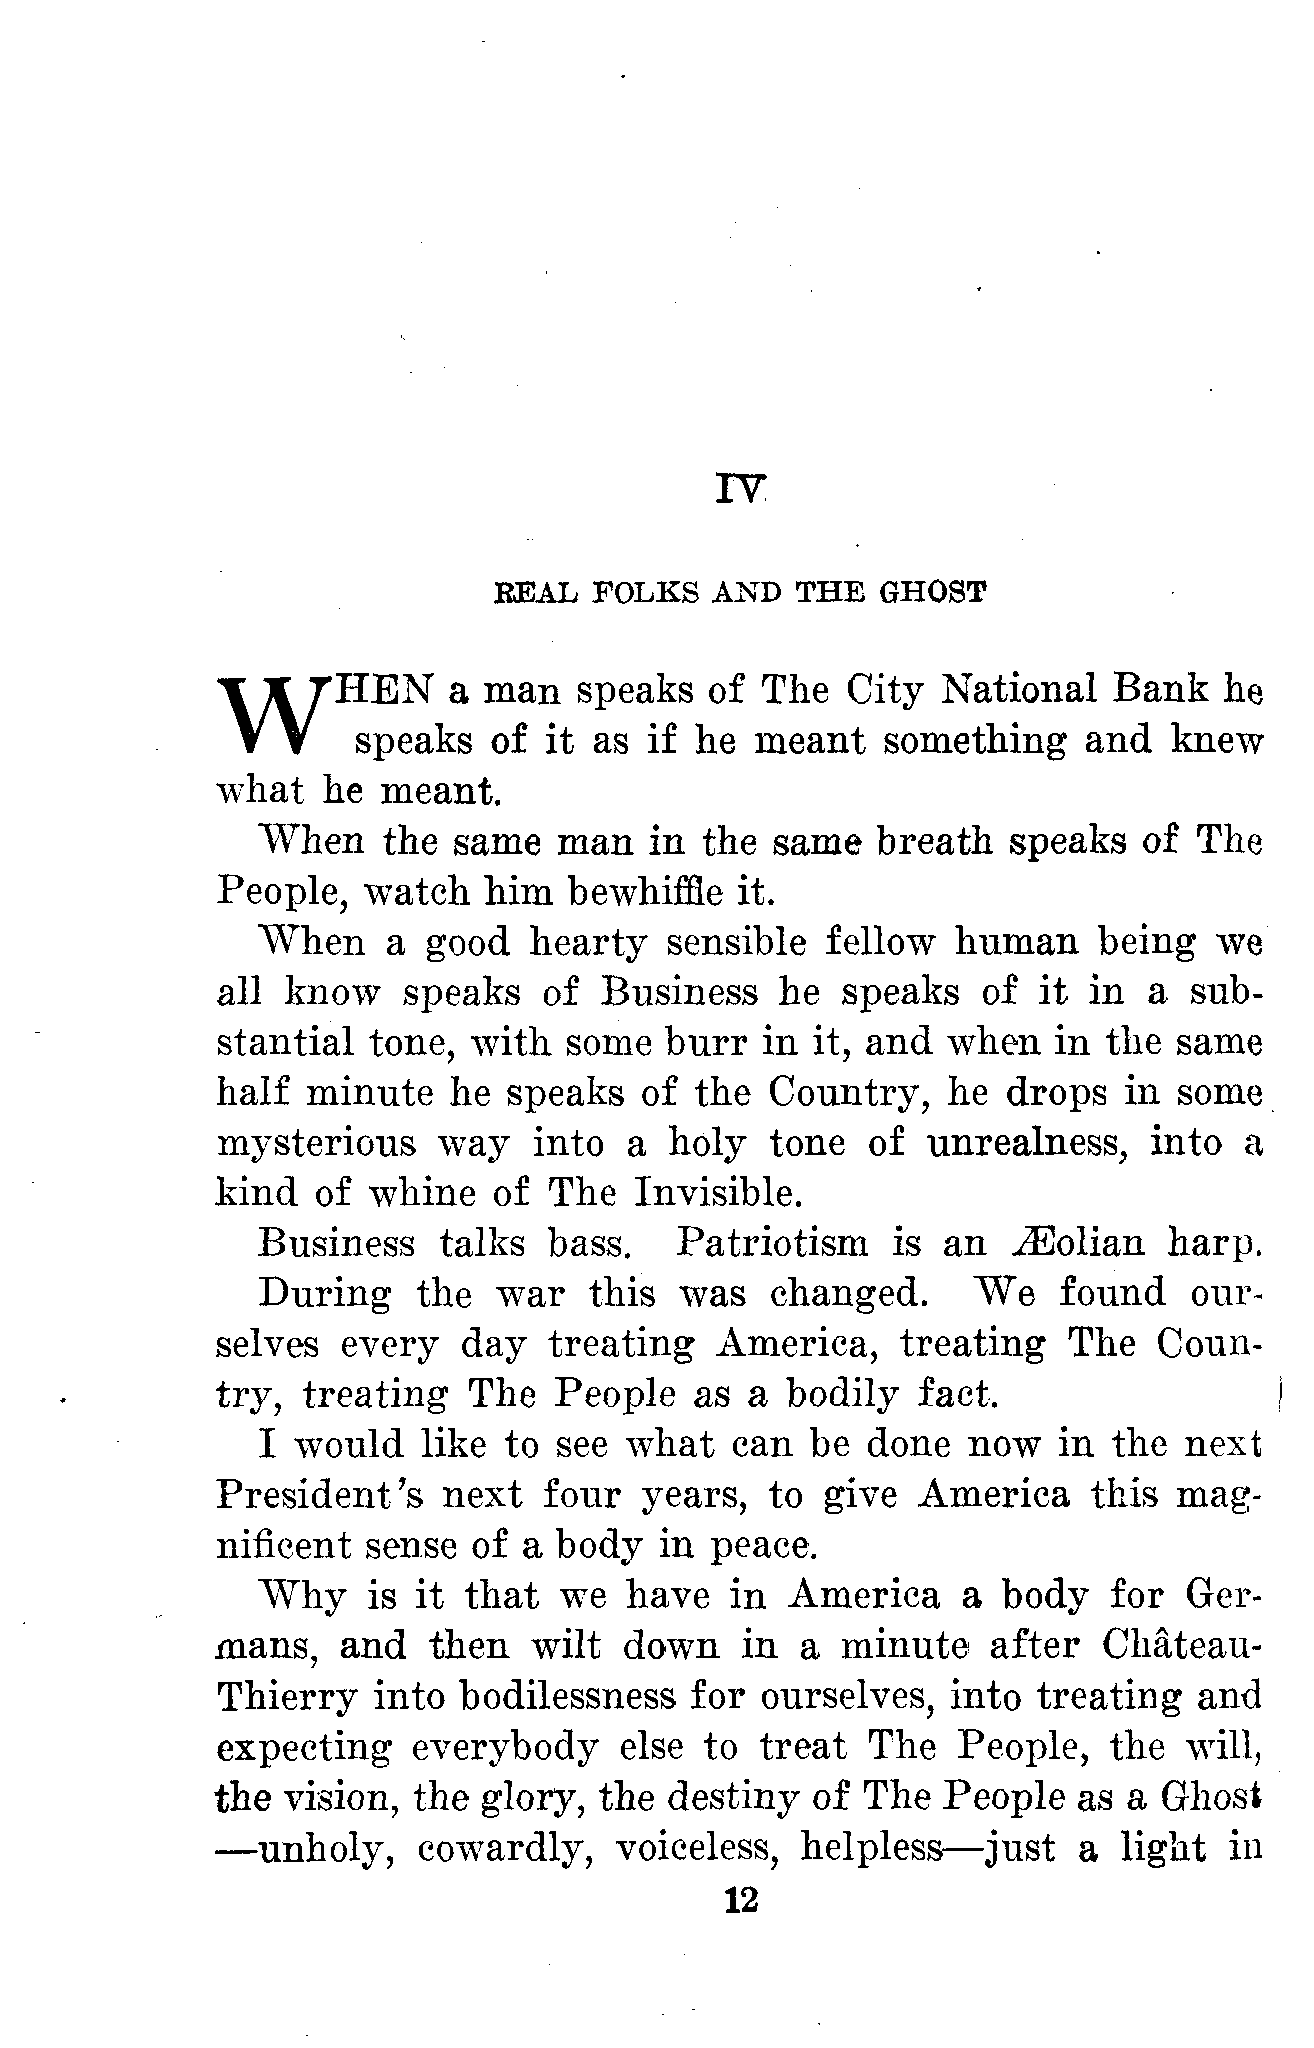 IV
REAL FOLKS AND THE GHOST
WHEN a man speaks of The City National Bank he
speaks of it as if he meant something and knew
what he meant.
When the same man in the same breath speaks of The
People, watch him bewhiffle it.
When a good hearty sensible fellow human being we
all know speaks of Business he speaks of it in a sub-
stantial tone, with some burr in it, and when in the same
half minute he speaks of the Country, he drops in some
mysterious way into a holy tone of unrealness, into a
kind of whine of The Invisible.
Business talks bass. Patriotism is an Æolian harp.
During the war this was changed. We found our-
selves every day treating America, treating The Coun-
try, treating The People as a bodily fact.
I would like to see what can be done now in the next
President's next four years, to give America this mag-
nificent sense of a body in peace.
Why is it that we have in America a body for Ger-
mans, and then wilt down in a minute after Château-
Thierry into bodilessness for ourselves, into treating and
expecting everybody else to treat The People, the will,
the vision, the glory, the destiny of The People as a Ghost
—unholy, cowardly, voiceless, helpless—just a light in
12